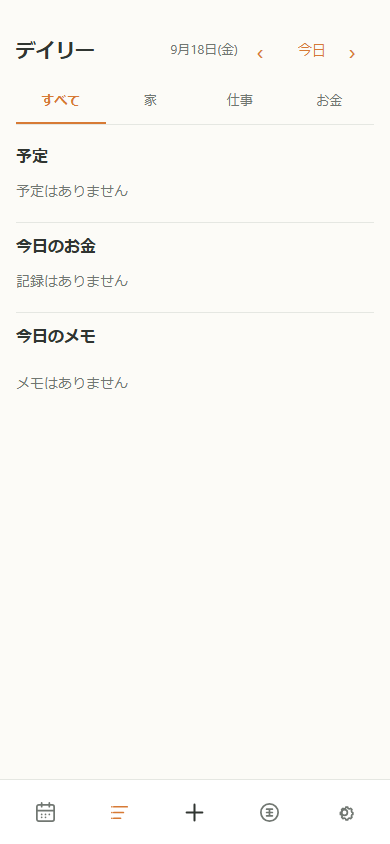 デイリー 9月18日(金) ‹ 今日 ›
すべて 家 仕事 お金
予定
予定はありません
今日のお金
記録はありません
今日のメモ
メモはありません